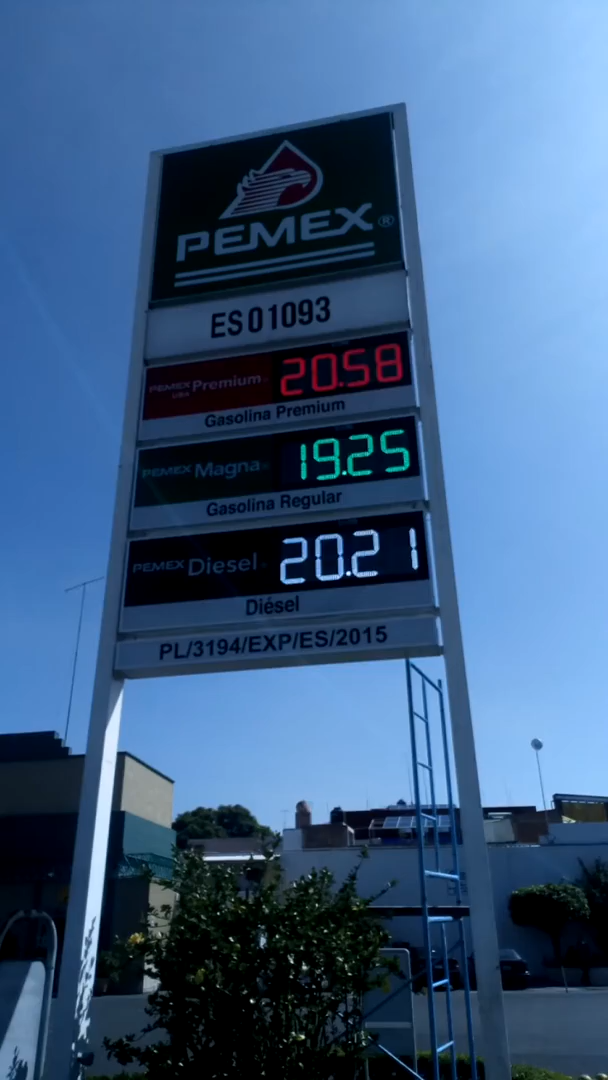 PEMEX®
ES01093
PEMEX Premium 20.58
Gasolina Premium
PEMEX Magna 19.25
Gasolina Regular
PEMEX Diesel 20.21
Diésel
PL/3194/EXP/ES/2015